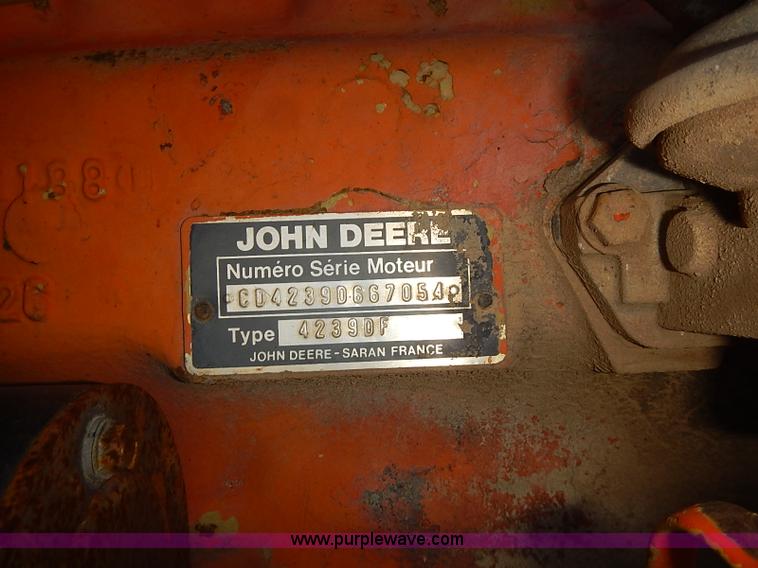 JOHN DEERE
Numéro Série Moteur
CD4239D667054
Type 4239DF
JOHN DEERE - SARAN FRANCE
www.purplewave.com